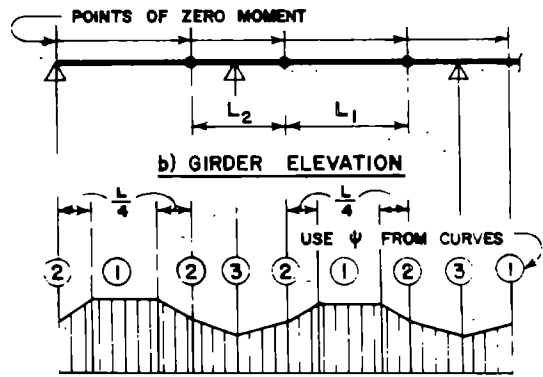 POINTS OF ZERO MOMENT
L2 L1
b) GIRDER ELEVATION
L/4 L/4
USE ψ FROM CURVES
2 1 2 3 2 1 2 3 1